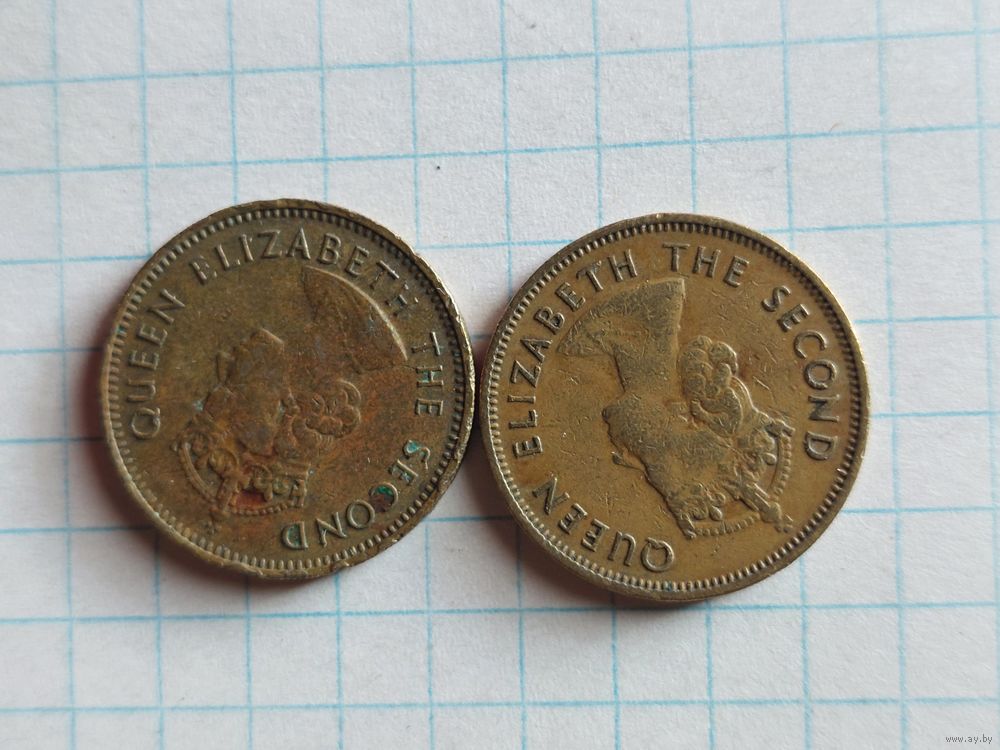 QUEEN ELIZABETH THE SECOND
QUEEN ELIZABETH THE SECOND
www.ay.by